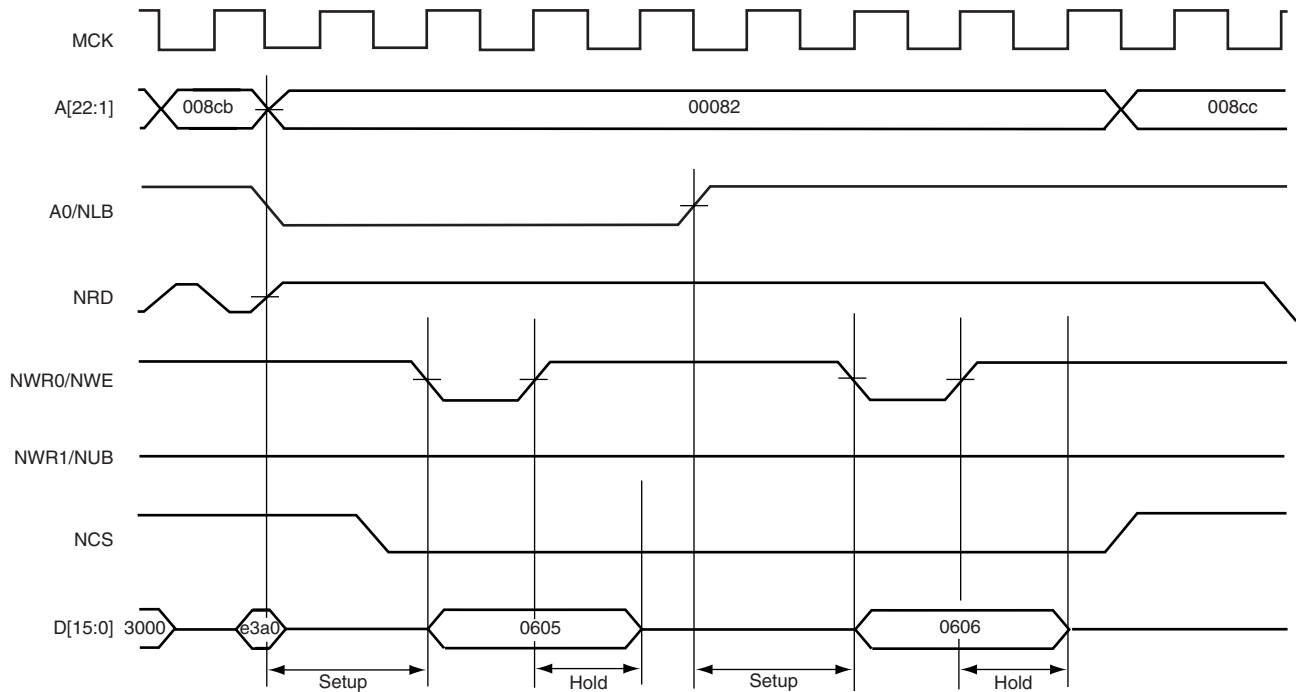 MCK
A[22:1] 008cb 00082 008cc
A0/NLB
NRD
NWR0/NWE
NWR1/NUB
NCS
D[15:0] 3000 e3a0 0605 0606
Setup Hold Setup Hold